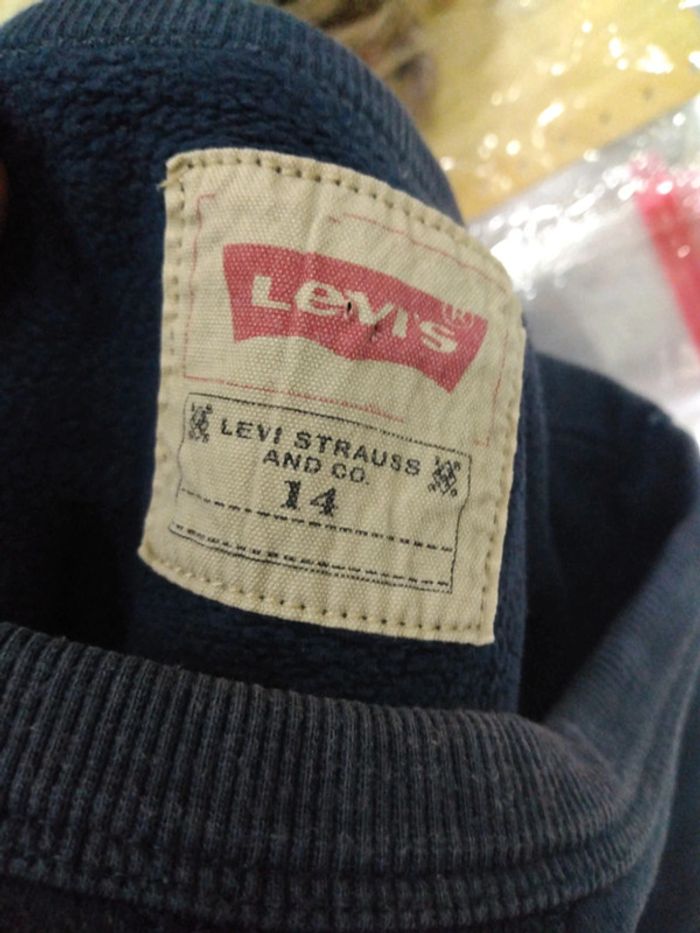 Levi's®
LEVI STRAUSS
AND CO.
14